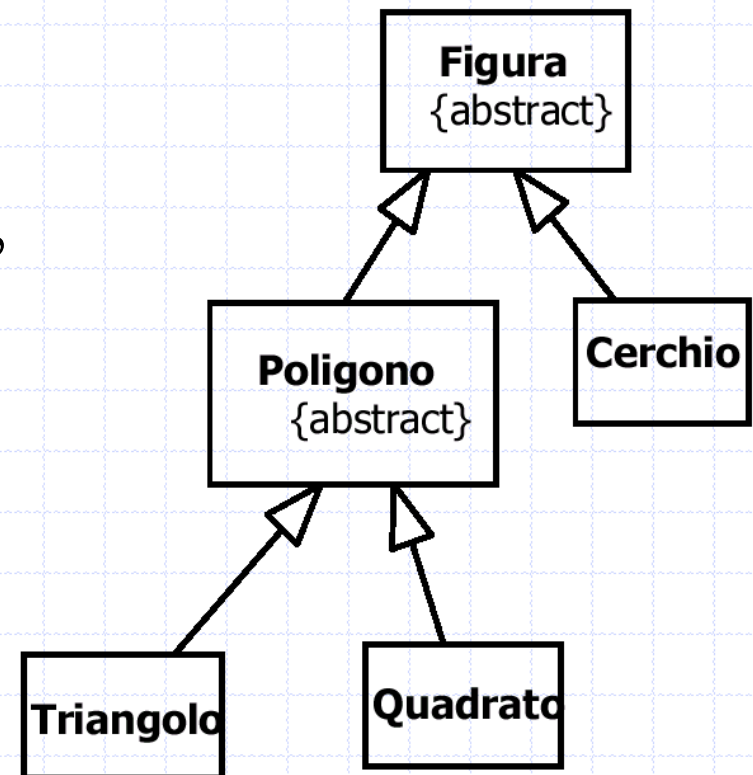 Figura
{abstract}
Poligono
{abstract}
Cerchio
Triangolo
Quadrato